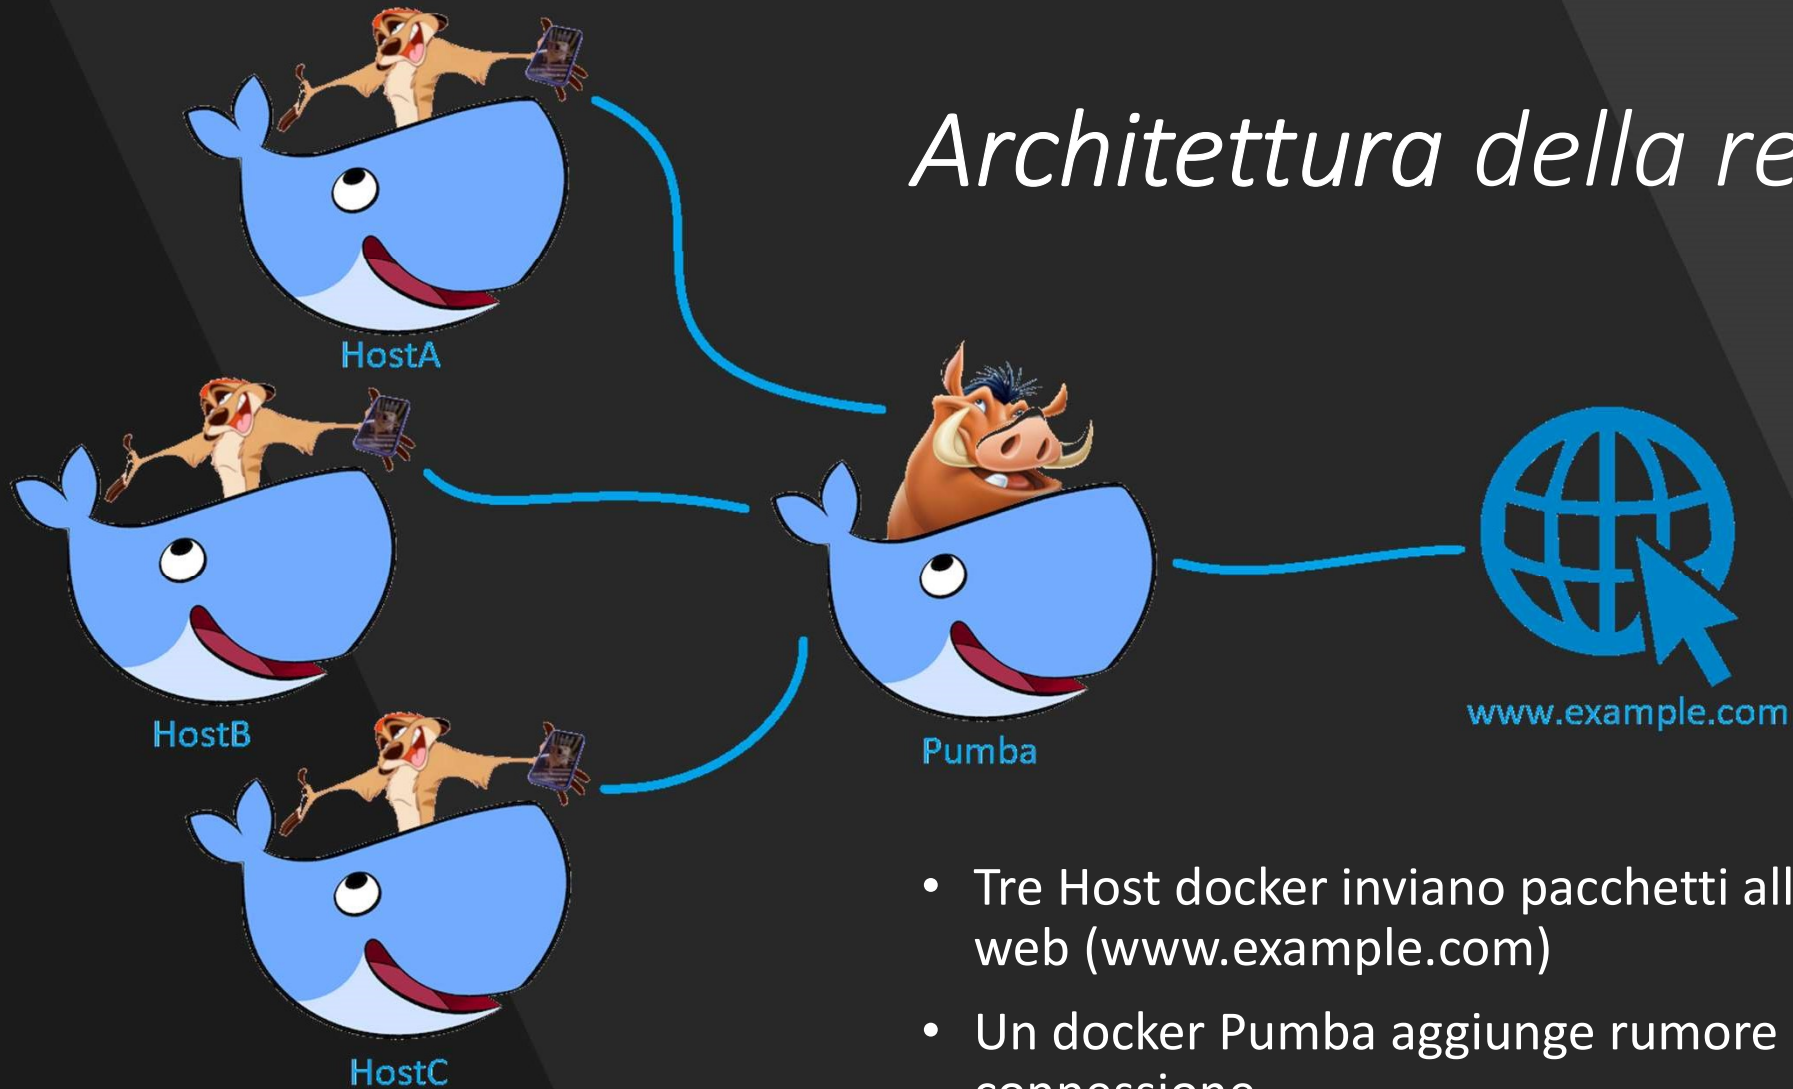 Architettura della re
HostA
HostB
HostC
Pumba
www.example.com
• Tre Host docker inviano pacchetti all
web (www.example.com)
• Un docker Pumba aggiunge rumore
connessione